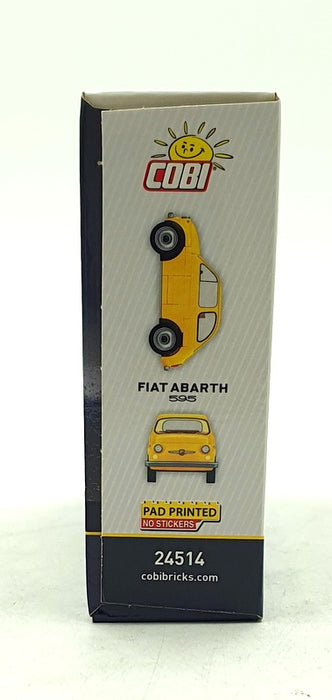 COBI
FIAT ABARTH
595
PAD PRINTED
NO STICKERS
24514
cobibricks.com